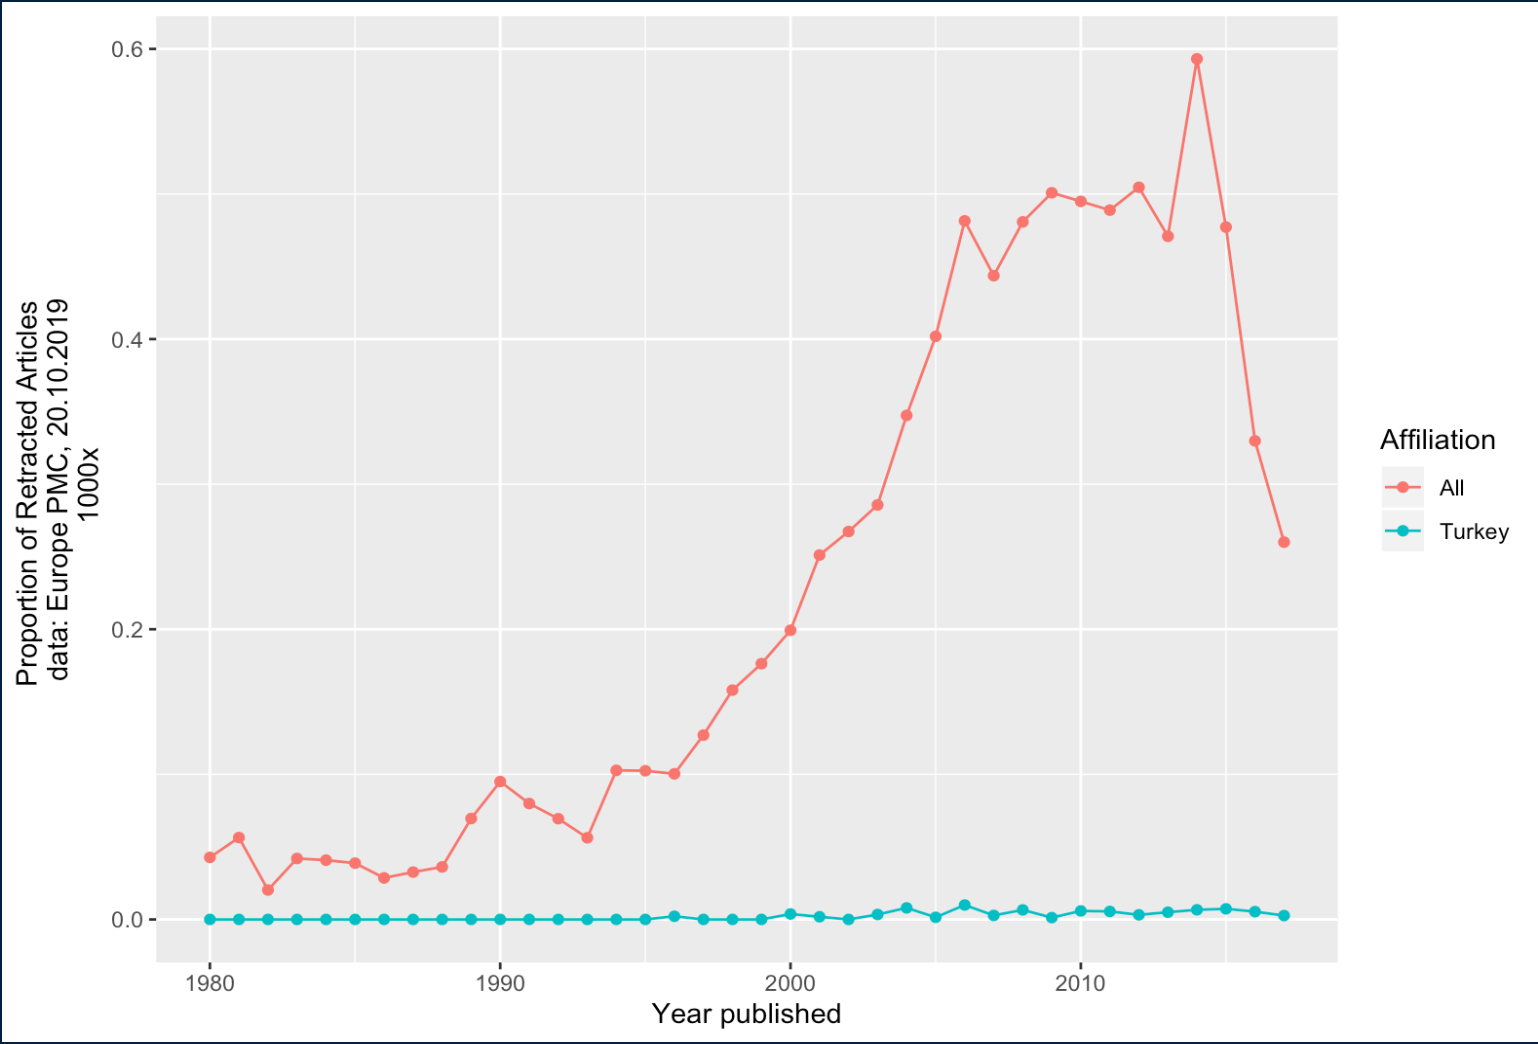 0.6
0.4
0.2
0.0
Proportion of Retracted Articles
data: Europe PMC, 20.10.2019
1000x
1980
1990
2000
2010
Year published
Affiliation
All
Turkey